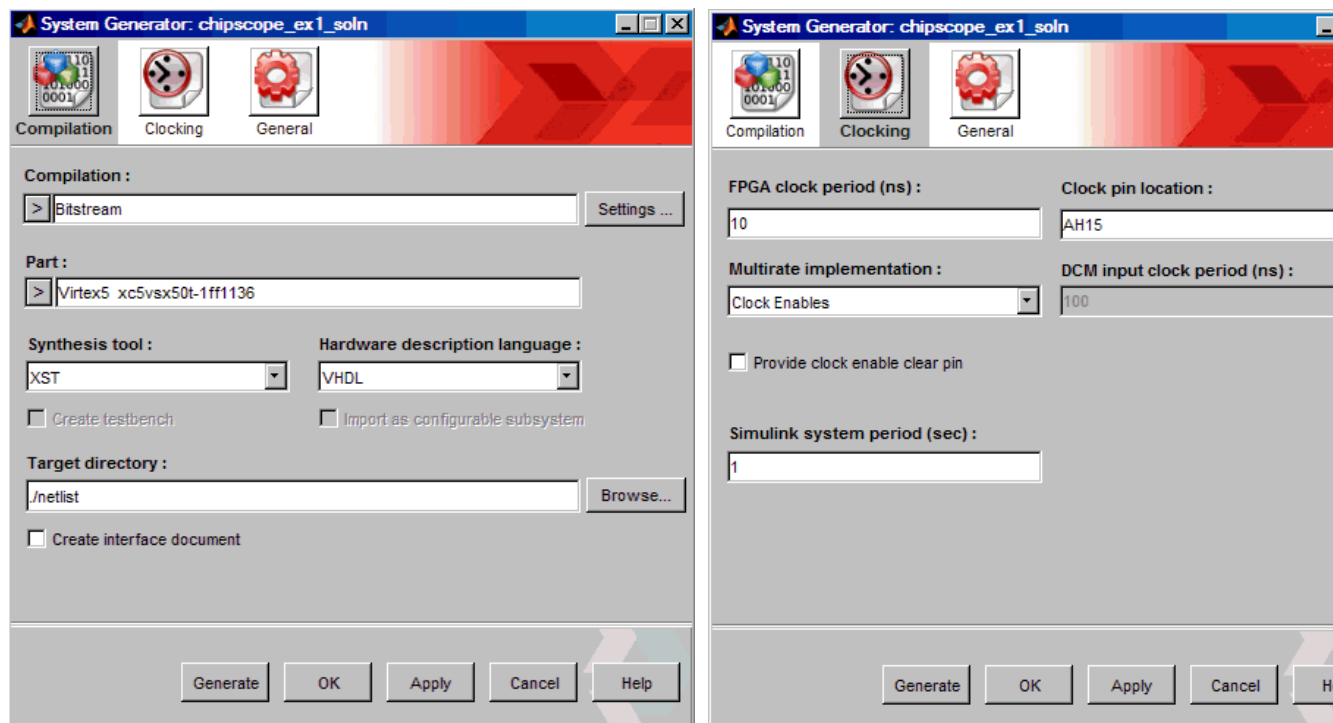 System Generator: chipscope_ex1_soln
Compilation
Clocking
General
Compilation :
> Bitstream
Settings ...
Part :
> Virtex5 xc5vsx50t-1ff1136
Synthesis tool :
Hardware description language :
XST
VHDL
Create testbench
Import as configurable subsystem
Target directory :
./netlist
Browse...
Create interface document
Generate
OK
Apply
Cancel
Help
System Generator: chipscope_ex1_soln
Compilation
Clocking
General
FPGA clock period (ns) :
Clock pin location :
10
AH15
Multirate implementation :
DCM input clock period (ns) :
Clock Enables
100
Provide clock enable clear pin
Simulink system period (sec) :
1
Generate
OK
Apply
Cancel